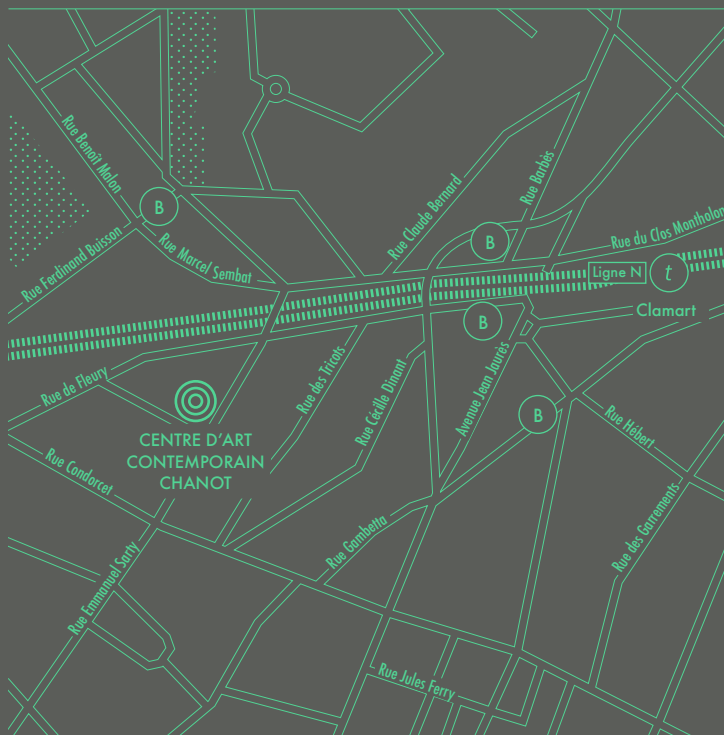 Rue Benoît Malon
Rue Barbès
Rue Claude Bernard
B
Rue Ferdinand Buisson
Rue Marcel Sembat
B
Rue du Clos Montholon
Ligne N
t
Clamart
B
Rue de Fleury
Rue des Tricots
Rue Cécille Dinant
Avenue Jean Jaurès
B
Rue Hébert
CENTRE D'ART
CONTEMPORAIN
CHANOT
Rue Condorcet
Rue Gambetta
Rue des Garrements
Rue Emmanuel Sarty
Rue Jules Ferry